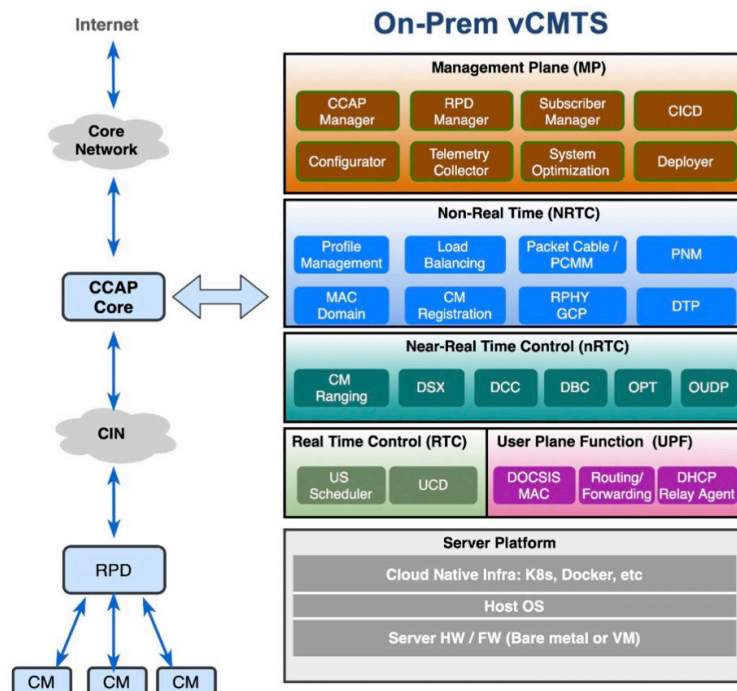 Internet
Core
Network
CCAP
Core
CIN
RPD
CM
CM
CM
On-Prem vCMTS
Management Plane (MP)
CCAP
Manager
RPD
Manager
Subscriber
Manager
CICD
Configurator
Telemetry
Collector
System
Optimization
Deployer
Non-Real Time (NRTC)
Profile
Management
Load
Balancing
Packet Cable /
PCMM
PNM
MAC
Domain
CM
Registration
RPHY
GCP
DTP
Near-Real Time Control (nRTC)
CM
Ranging
DSX
DCC
DBC
OPT
OUDP
Real Time Control (RTC)
US
Scheduler
UCD
User Plane Function (UPF)
DOCSIS
MAC
Routing/
Forwarding
DHCP
Relay Agent
Server Platform
Cloud Native Infra: K8s, Docker, etc
Host OS
Server HW / FW (Bare metal or VM)